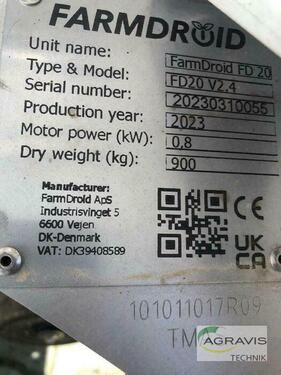 FARMDROID
Unit name: FarmDroid FD 20
Type & Model: FD20 V2.4
Serial number: 20230310055
Production year: 2023
Motor power (kW): 0,8
Dry weight (kg): 900
Manufacturer:
FarmDroid ApS
Industrisvinget 5
6600 Vejen
DK-Denmark
VAT: DK39408589
CE
UK
CA
101011017R09
AGRAVIS
TECHNIK